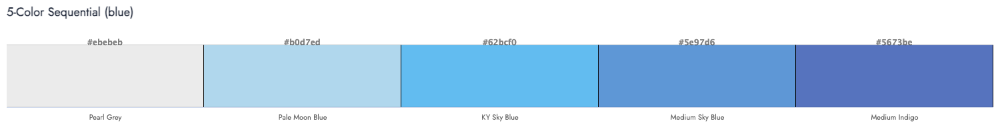 5-Color Sequential (blue)
#ebebeb #b0d7ed #62bcf0 #5e97d6 #5673be
Pearl Grey Pale Moon Blue KY Sky Blue Medium Sky Blue Medium Indigo